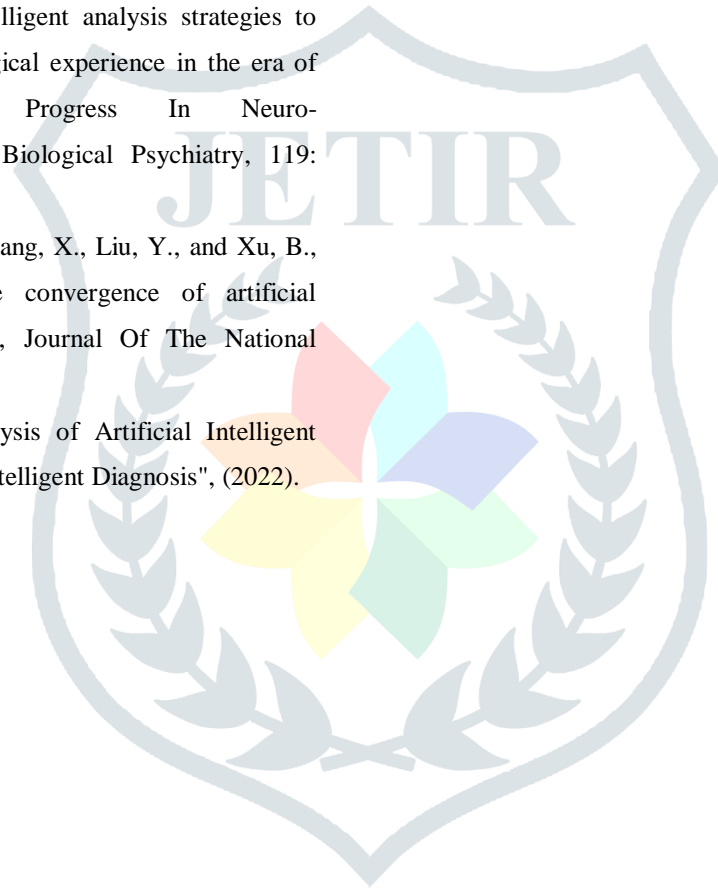 lligent analysis strategies to
gical experience in the era of
Progress In Neuro-
Biological Psychiatry, 119:
JETIR
ang, X., Liu, Y., and Xu, B.,
e convergence of artificial
, Journal Of The National
ysis of Artificial Intelligent
telligent Diagnosis", (2022).